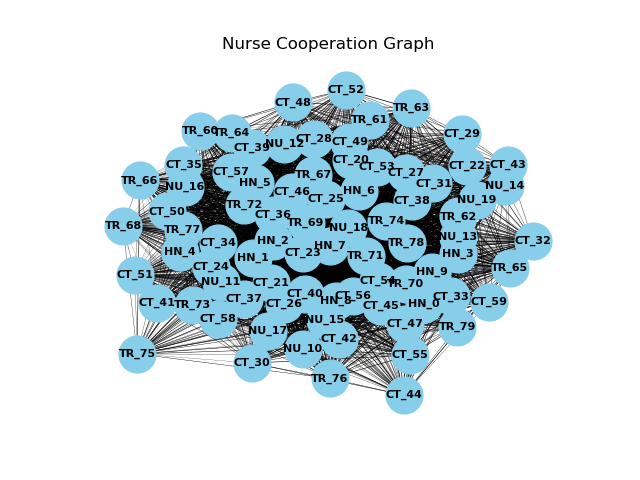 Nurse Cooperation Graph
CT_52
CT_48
TR_63
TR_61
TR_60
TR_64
CT_29
CT_28
CT_49
NU_12
CT_39
CT_20
CT_35
CT_53
CT_22
CT_43
CT_57
CT_27
TR_67
TR_66
HN_5
CT_31
NU_16
NU_14
CT_46
HN_6
CT_25
CT_38
NU_19
TR_72
CT_50
CT_36
TR_62
TR_69
TR_74
TR_68
NU_18
TR_77
NU_13
CT_34
HN_2
TR_78
CT_32
HN_7
HN_4
CT_23
HN_3
TR_71
HN_1
CT_24
TR_65
HN_9
CT_51
NU_11
CT_21
CT_54
TR_70
CT_40
CT_56
CT_33
CT_37
HN_8
CT_59
CT_41
TR_73
CT_26
CT_45
HN_0
CT_58
NU_15
CT_47
TR_79
NU_17
CT_42
NU_10
TR_75
CT_55
CT_30
TR_76
CT_44